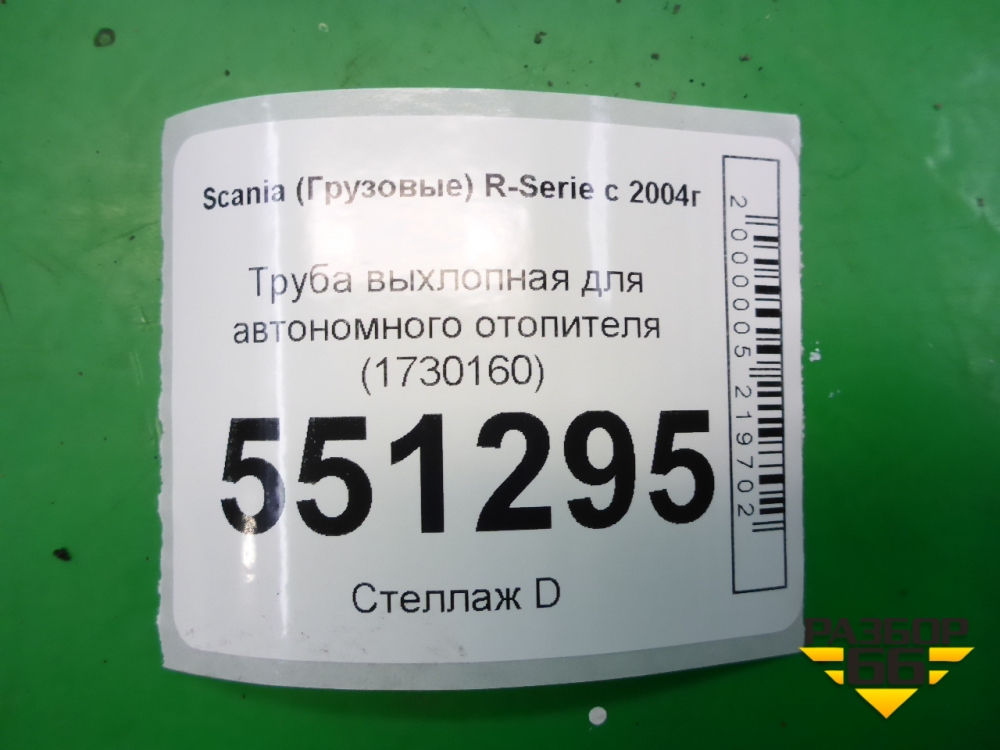 Scania (Грузовые) R-Serie с 2004г
Труба выхлопная для
автономного отопителя
(1730160)
551295
Стеллаж D
2000005219702
РАЗБОР
66